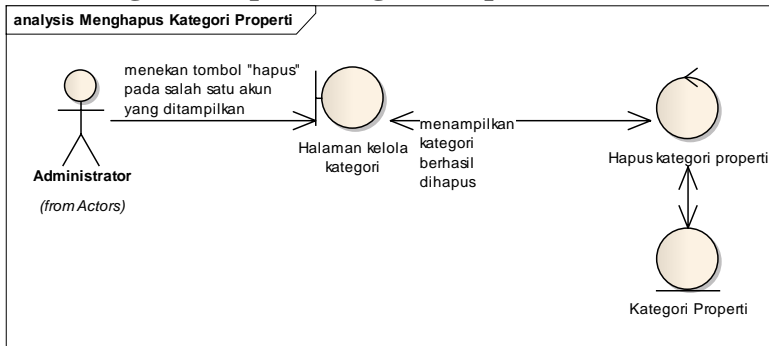 analysis Menghapus Kategori Properti
menekan tombol "hapus"
pada salah satu akun
yang ditampilkan
Administrator
(from Actors)
Halaman kelola
kategori
menampilkan
kategori
berhasil
dihapus
Hapus kategori properti
Kategori Properti